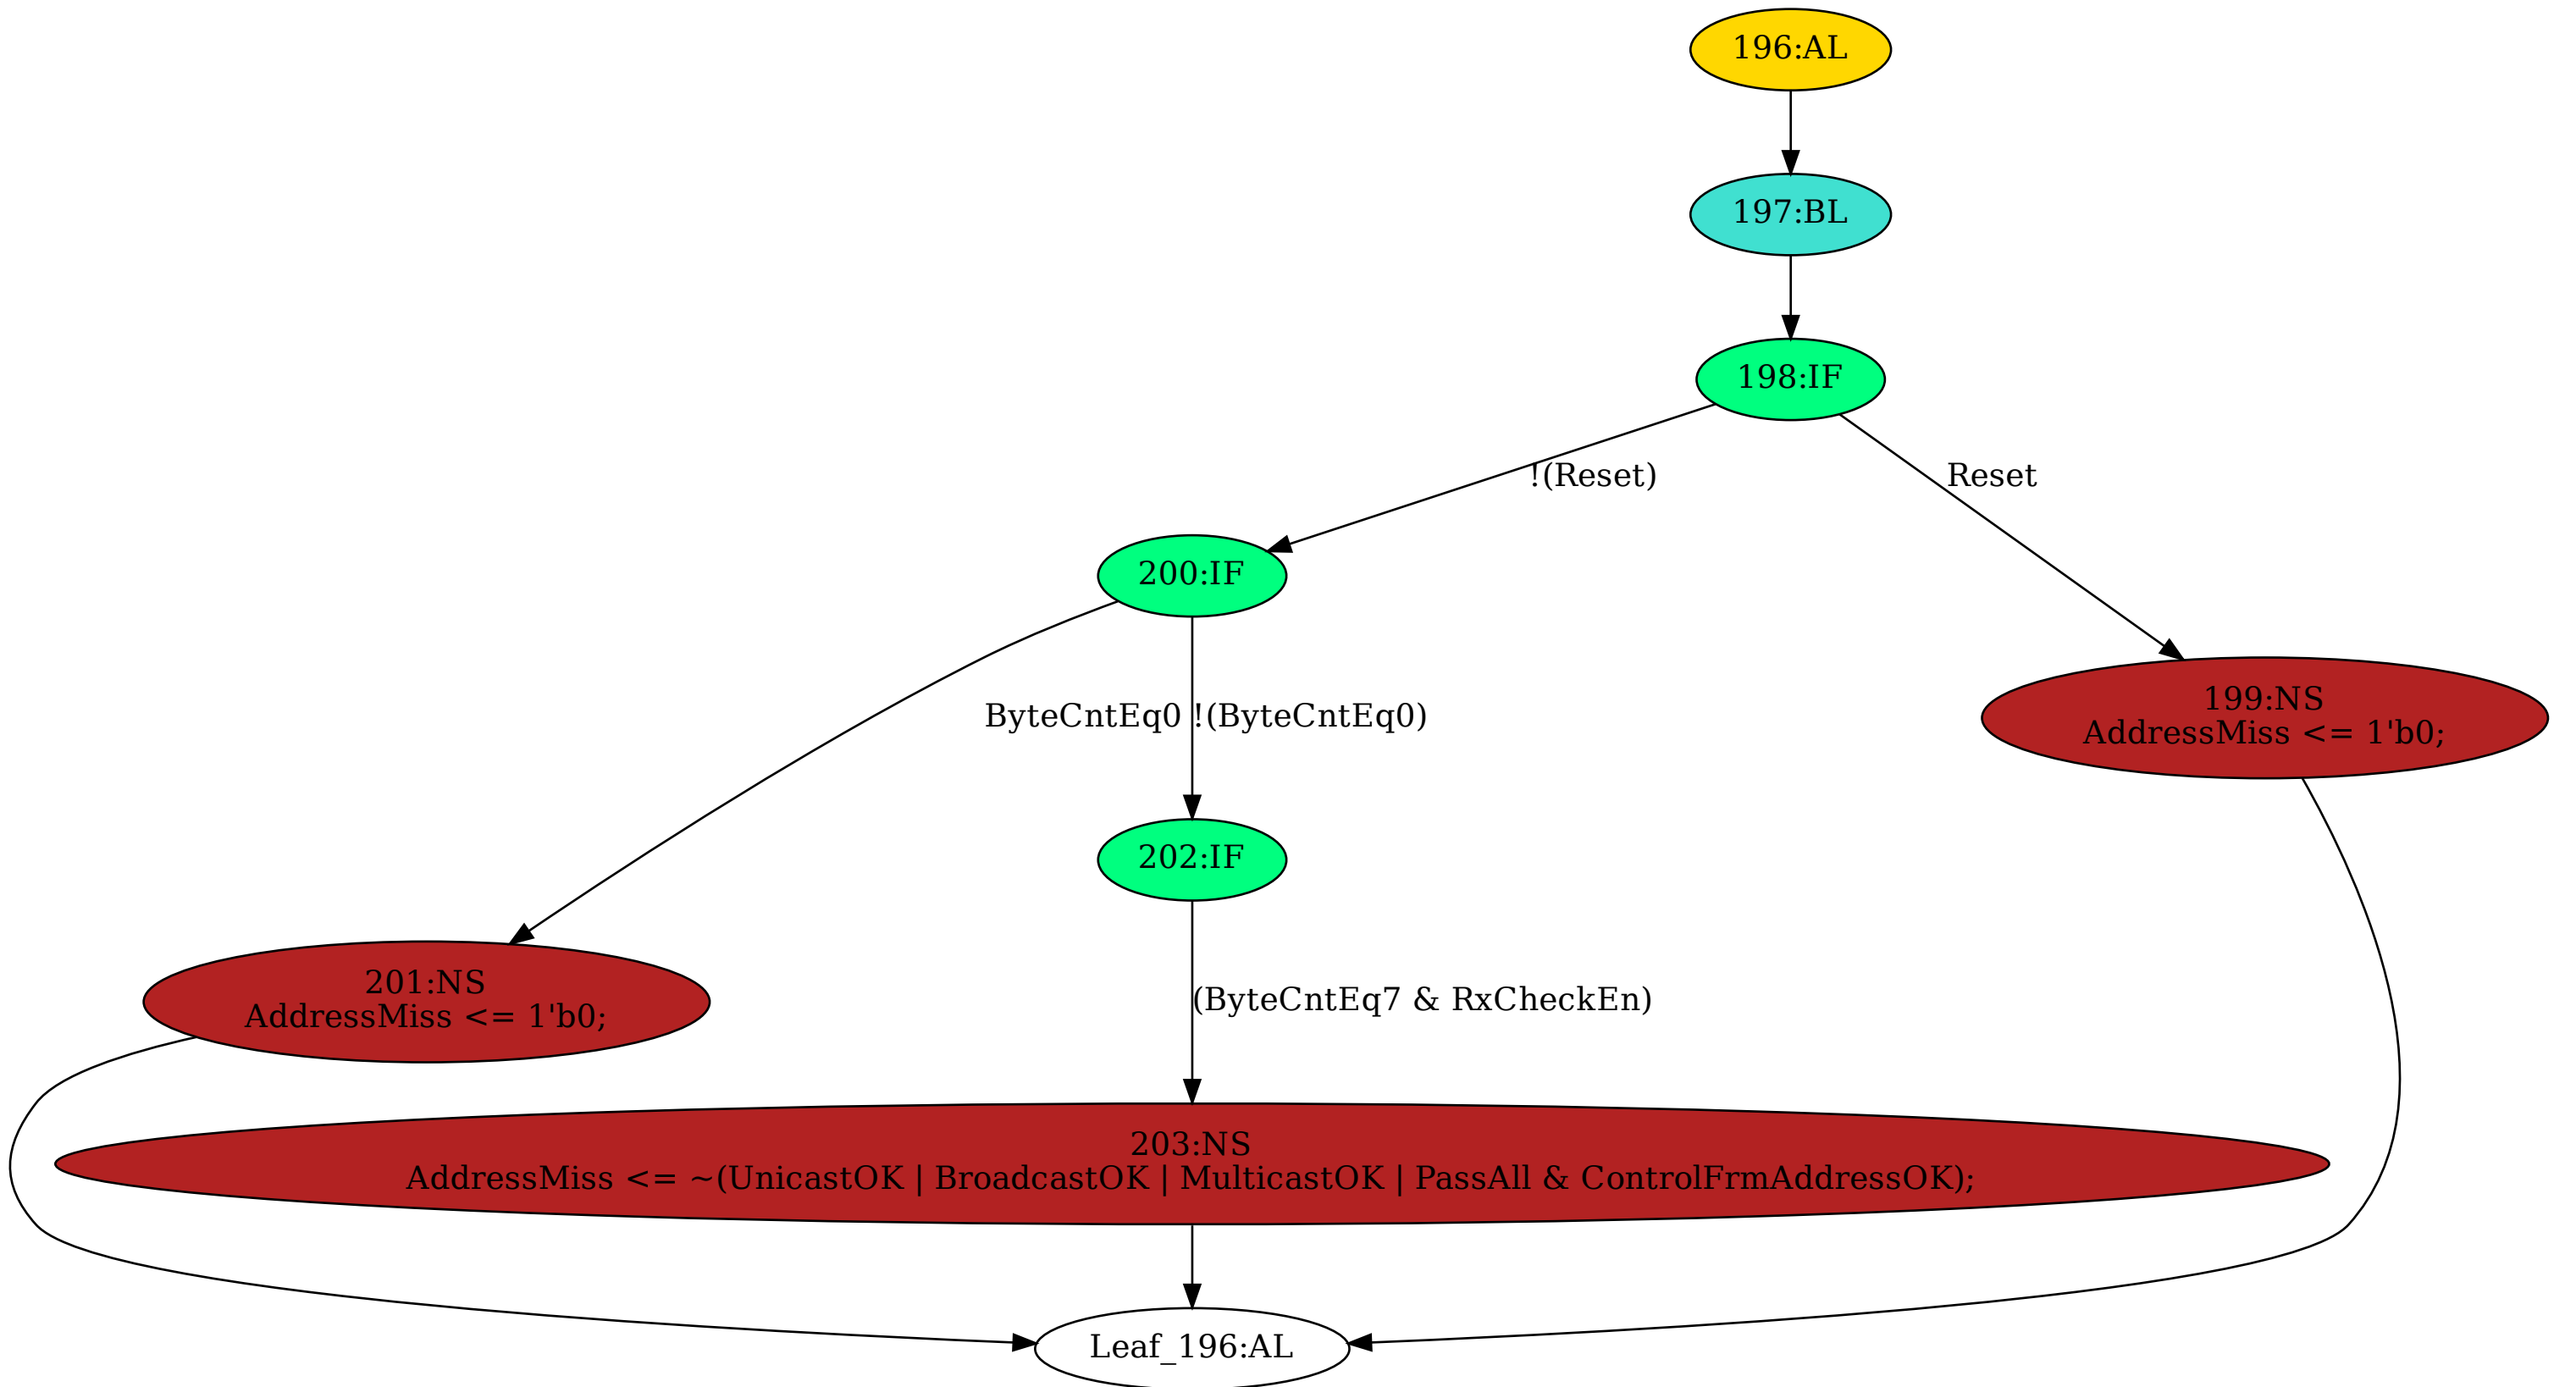 196:AL
197:BL
198:IF
!(Reset)
Reset
200:IF
199:NS
AddressMiss <= 1'b0;
ByteCntEq0
!(ByteCntEq0)
202:IF
201:NS
AddressMiss <= 1'b0;
(ByteCntEq7 & RxCheckEn)
203:NS
AddressMiss <= ~(UnicastOK | BroadcastOK | MulticastOK | PassAll & ControlFrmAddressOK);
Leaf_196:AL